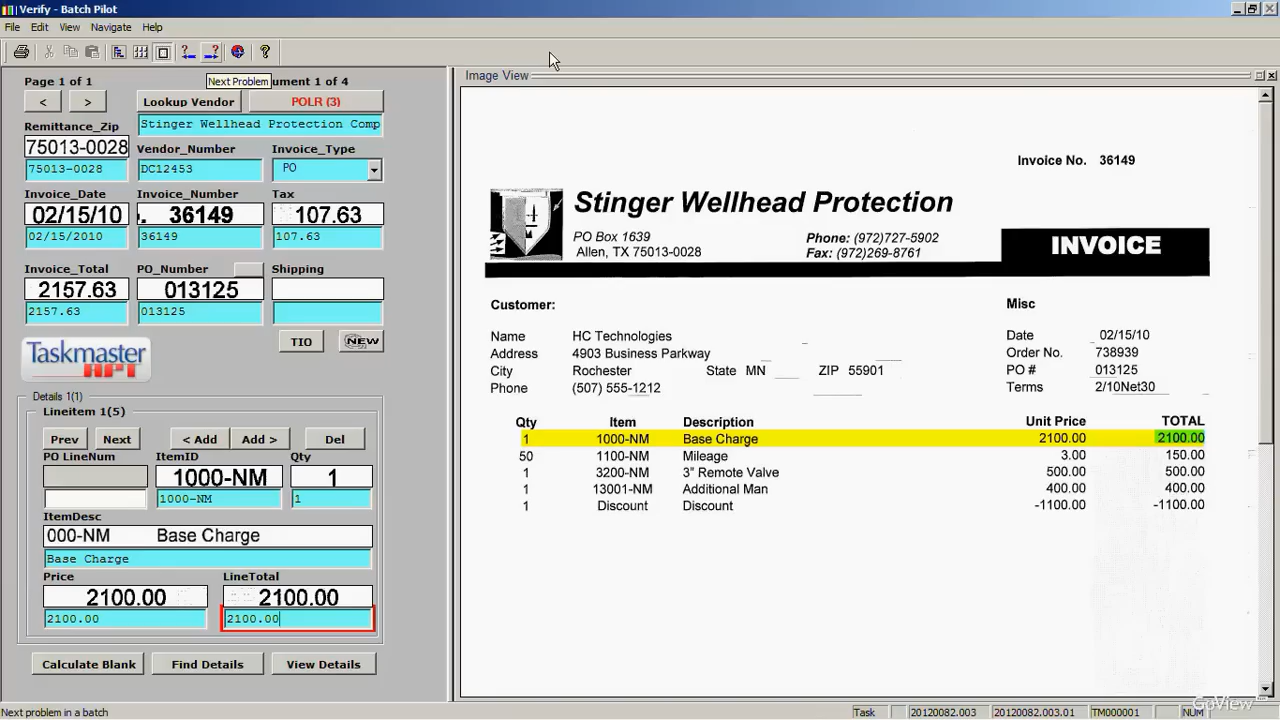 Verify - Batch Pilot
File Edit View Navigate Help
Next Problem
Page 1 of 1
ument 1 of 4
< > Lookup Vendor POLR (3)
Remittance_Zip
Stinger Wellhead Protection Comp
75013-0028
Vendor_Number Invoice_Type
75013-0028 DC12453 PO
Invoice_Date Invoice_Number Tax
02/15/10 . 36149 107.63
02/15/2010 36149 107.63
Invoice_Total PO_Number Shipping
2157.63 013125
2157.63 013125
TIO NEW
Taskmaster
Details 1(1)
Lineitem 1(5)
Prev Next < Add Add > Del
PO LineNum ItemID Qty
1000-NM 1
1000-NM 1
ItemDesc
000-NM Base Charge
Base Charge
Price LineTotal
2100.00 2100.00
2100.00 2100.00
Calculate Blank Find Details View Details
Image View
Invoice No. 36149
Stinger Wellhead Protection
PO Box 1639 Phone: (972)727-5902
Allen, TX 75013-0028 Fax: (972)269-8761
INVOICE
Customer: Misc
Name HC Technologies Date 02/15/10
Address 4903 Business Parkway Order No. 738939
City Rochester State MN ZIP 55901 PO # 013125
Phone (507) 555-1212 Terms 2/10Net30
Qty Item Description Unit Price TOTAL
1 1000-NM Base Charge 2100.00 2100.00
50 1100-NM Mileage 3.00 150.00
1 3200-NM 3" Remote Valve 500.00 500.00
1 13001-NM Additional Man 400.00 400.00
1 Discount Discount -1100.00 -1100.00
GoView
Next problem in a batch Task 20120082.003 20120082.003.01 TM000001 NUM